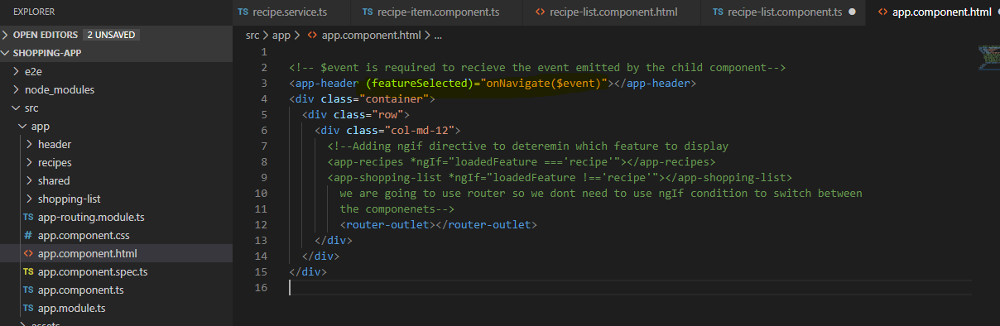 EXPLORER
OPEN EDITORS 2 UNSAVED
SHOPPING-APP
e2e
node_modules
src
app
header
recipes
shared
shopping-list
TS app-routing.module.ts
# app.component.css
<> app.component.html
TS app.component.spec.ts
TS app.component.ts
TS app.module.ts
assets
TS recipe.service.ts TS recipe-item.component.ts <> recipe-list.component.html TS recipe-list.component.ts ● <> app.component.html
src > app > <> app.component.html > ...
1
2 <!-- $event is required to recieve the event emitted by the child component-->
3 <app-header (featureSelected)="onNavigate($event)"></app-header>
4 <div class="container">
5 <div class="row">
6 <div class="col-md-12">
7 <!--Adding ngif directive to deteremin which feature to display
8 <app-recipes *ngIf="loadedFeature ==='recipe'"></app-recipes>
9 <app-shopping-list *ngIf="loadedFeature !=='recipe'"></app-shopping-list>
10 we are going to use router so we dont need to use ngIf condition to switch between
11 the componenets-->
12 <router-outlet></router-outlet>
13 </div>
14 </div>
15 </div>
16